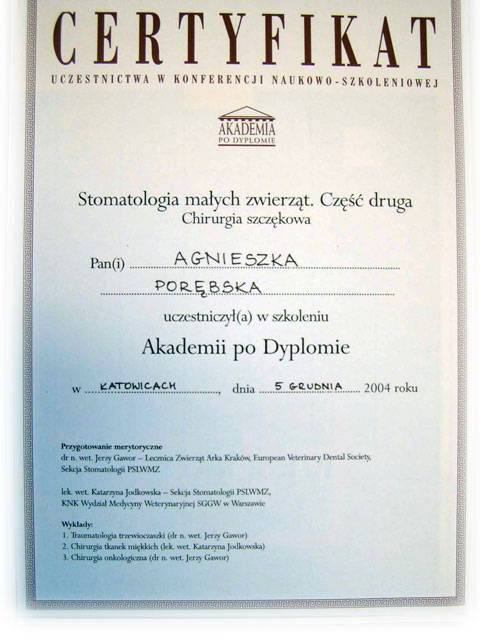 CERTYFIKAT
UCZESTNICTWA W KONFERENCJI NAUKOWO-SZKOLENIOWEJ
AKADEMIA
PO DYPLOMIE
Stomatologia małych zwierząt. Część druga
Chirurgia szczękowa
Pan(i) AGNIESZKA
PORĘBSKA
uczestniczył(a) w szkoleniu
Akademii po Dyplomie
w KATOWICACH, dnia 5 GRUDNIA 2004 roku
Przygotowanie merytoryczne
dr n. wet. Jerzy Gawor – Lecznica Zwierząt Arka Kraków, European Veterinary Dental Society,
Sekcja Stomatologii PSLWMZ
lek. wet. Katarzyna Jodkowska – Sekcja Stomatologii PSLWMZ,
KNK Wydział Medycyny Weterynaryjnej SGGW w Warszawie
Wykłady:
1. Traumatologia trzewioczaszki (dr n. wet. Jerzy Gawor)
2. Chirurgia tkanek miękkich (lek. wet. Katarzyna Jodkowska)
3. Chirurgia onkologiczna (dr n. wet. Jerzy Gawor)